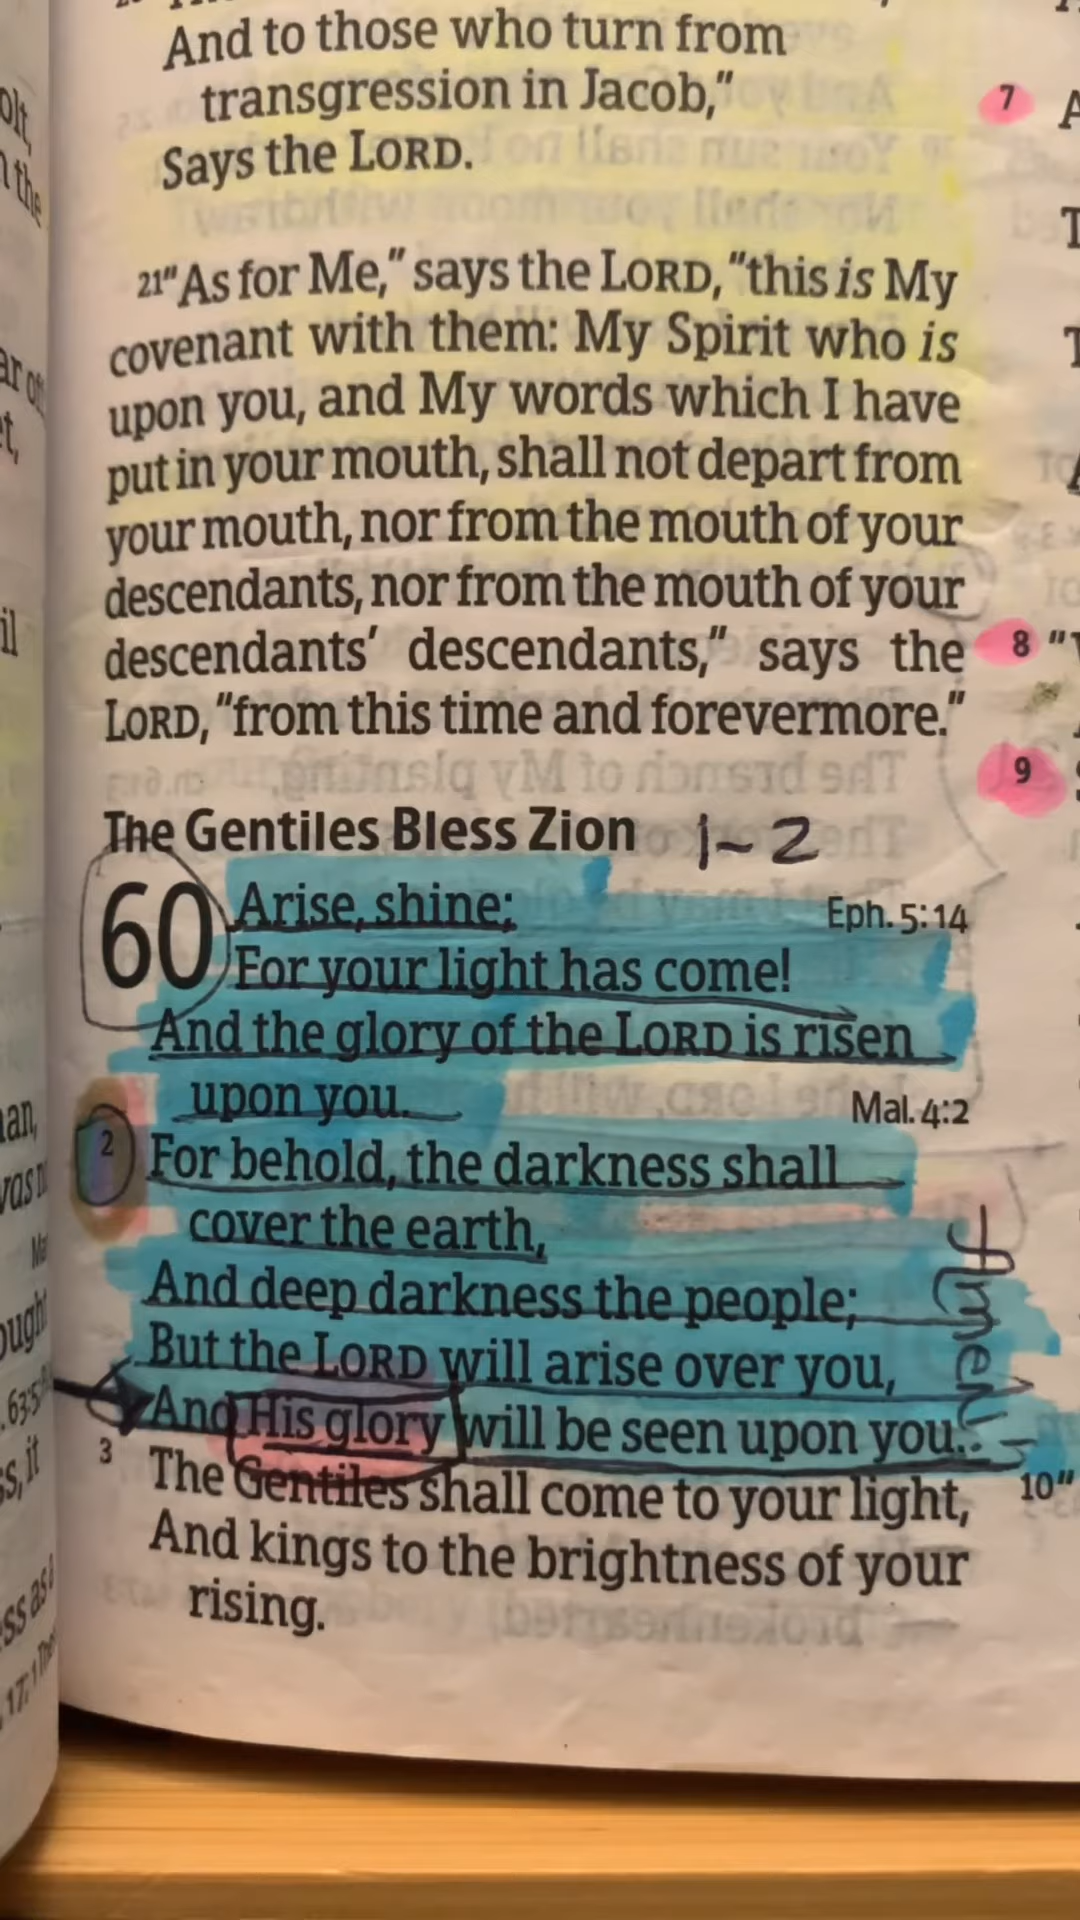 And to those who turn from
transgression in Jacob,"
Says the LORD.
21"As for Me," says the LORD, "this is My
covenant with them: My Spirit who is
upon you, and My words which I have
put in your mouth, shall not depart from
your mouth, nor from the mouth of your
descendants, nor from the mouth of your
descendants' descendants," says the
LORD, "from this time and forevermore."
The Gentiles Bless Zion 1-2
60 Arise, shine; Eph. 5:14
For your light has come!
And the glory of the LORD is risen
upon you. Mal. 4:2
2 For behold, the darkness shall
cover the earth,
And deep darkness the people;
But the LORD will arise over you,
And His glory will be seen upon you.
Amen
3 The Gentiles shall come to your light,
And kings to the brightness of your
rising.
7
8
9
10"